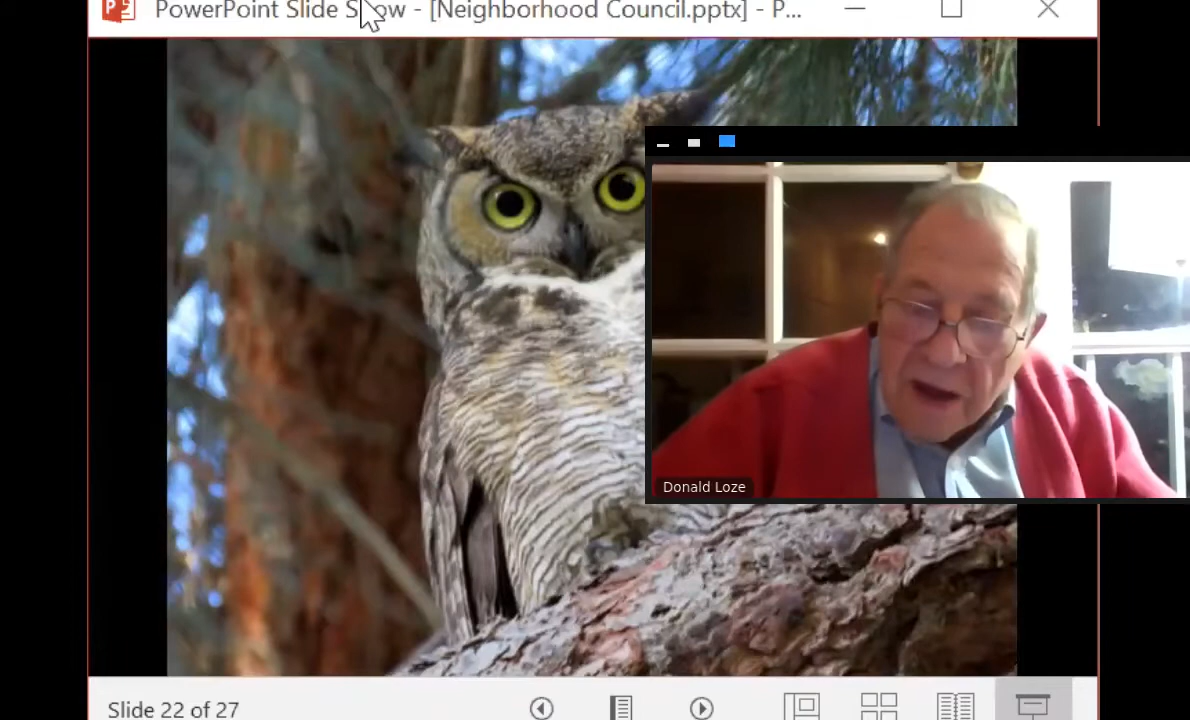 PowerPoint Slide Show - [Neighborhood Council.pptx] - P...
Donald Loze
Slide 22 of 27